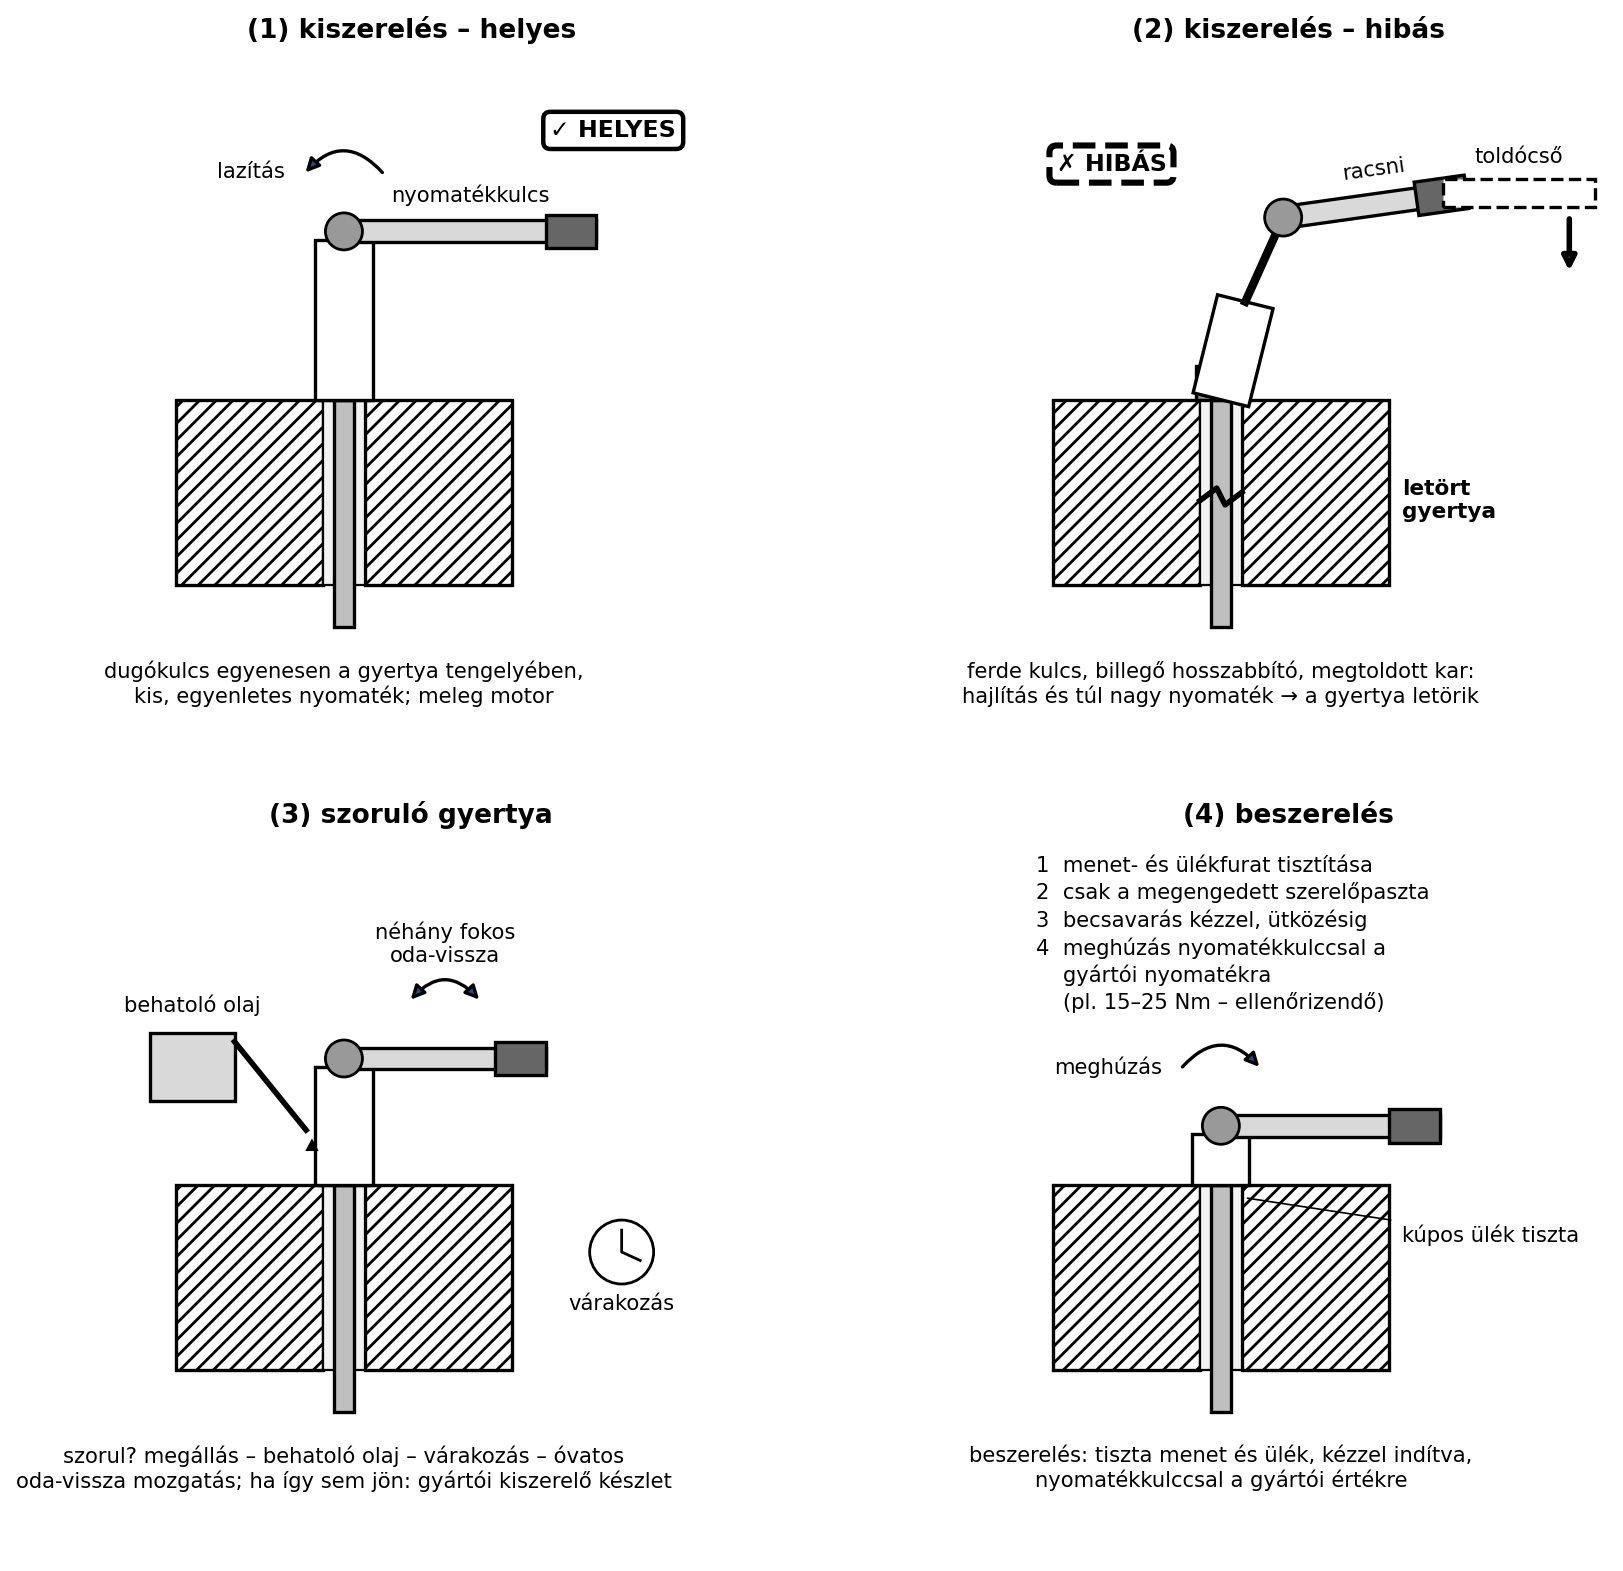 (1) kiszerelés – helyes
✓ HELYES
lazítás
nyomatékkulcs
dugókulcs egyenesen a gyertya tengelyében,
kis, egyenletes nyomaték; meleg motor
(2) kiszerelés – hibás
✗ HIBÁS
racsni
toldócső
letört
gyertya
ferde kulcs, billegő hosszabbító, megtoldott kar:
hajlítás és túl nagy nyomaték → a gyertya letörik
(3) szoruló gyertya
néhány fokos
oda-vissza
behatoló olaj
várakozás
szorul? megállás – behatoló olaj – várakozás – óvatos
oda-vissza mozgatás; ha így sem jön: gyártói kiszerelő készlet
(4) beszerelés
1 menet- és ülékfurat tisztítása
2 csak a megengedett szerelőpaszta
3 becsavarás kézzel, ütközésig
4 meghúzás nyomatékkulccsal a
gyártói nyomatékra
(pl. 15–25 Nm – ellenőrizendő)
meghúzás
kúpos ülék tiszta
beszerelés: tiszta menet és ülék, kézzel indítva,
nyomatékkulccsal a gyártói értékre